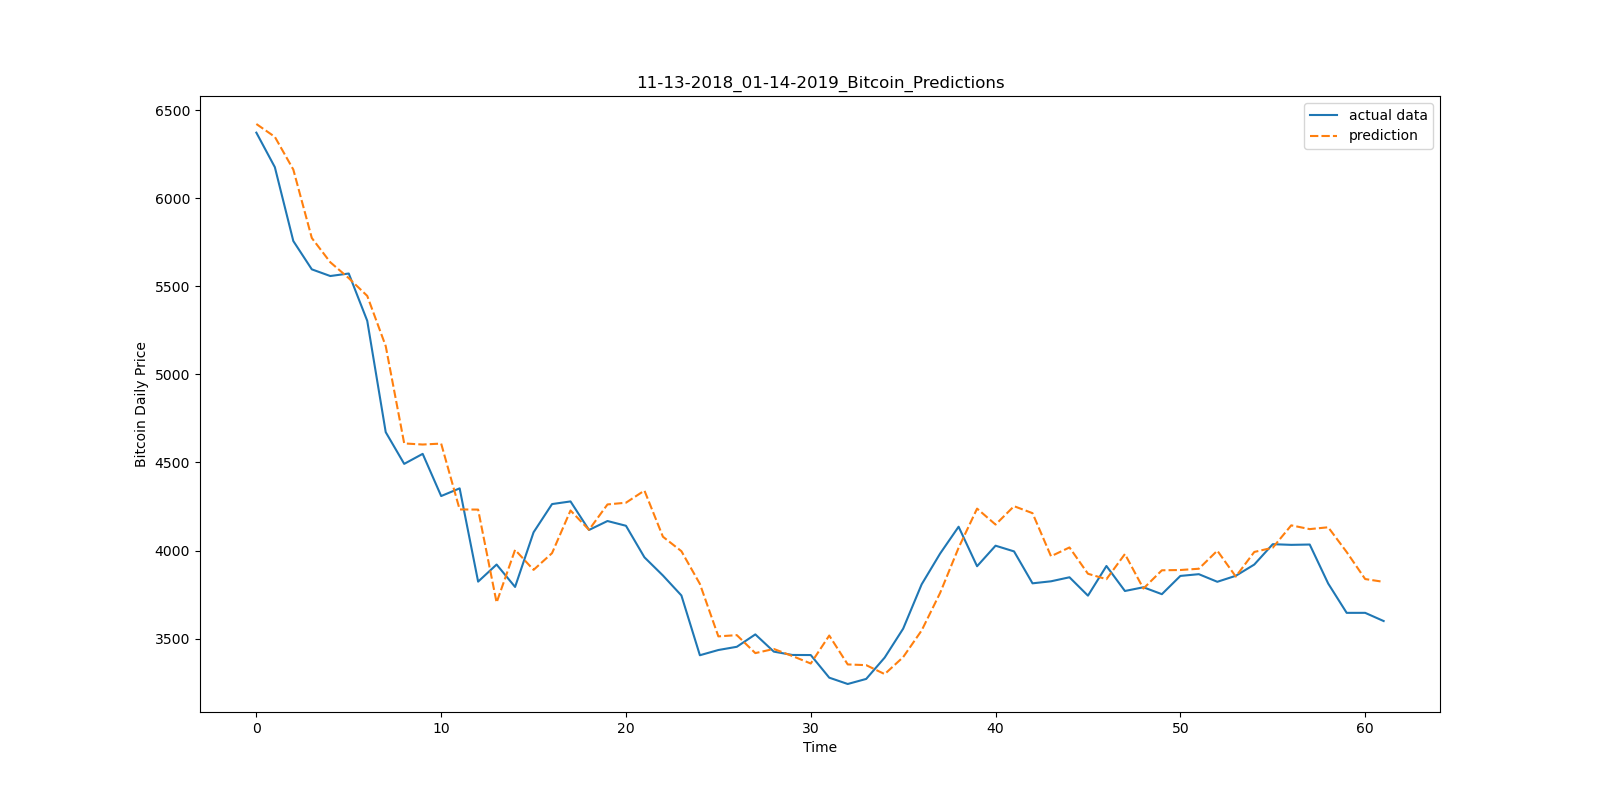 11-13-2018_01-14-2019_Bitcoin_Predictions
actual data
prediction
6500
6000
5500
5000
4500
4000
3500
Bitcoin Daily Price
0 10 20 30 40 50 60
Time